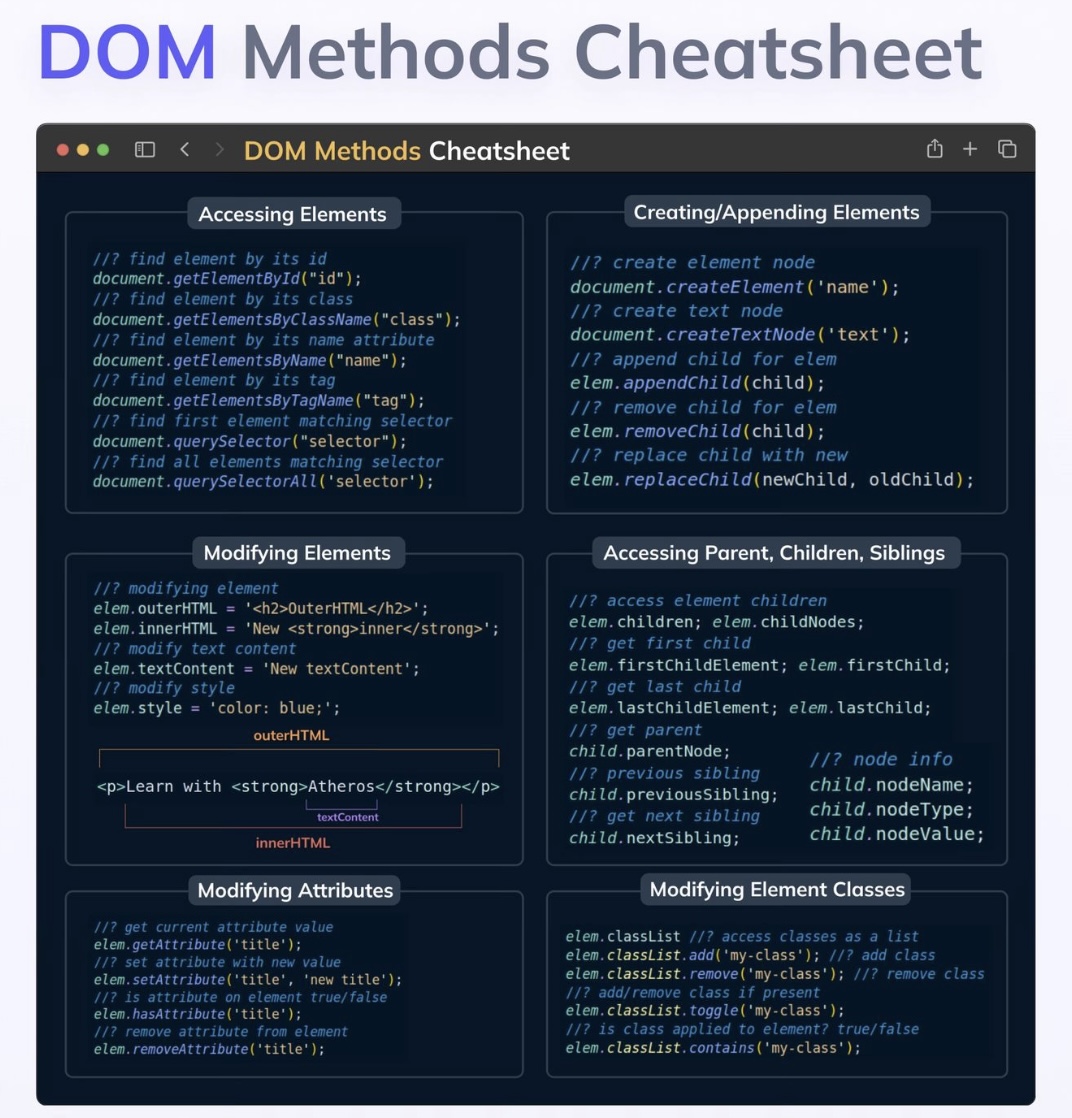 DOM Methods Cheatsheet
DOM Methods Cheatsheet
Accessing Elements
//? find element by its id
document.getElementById("id");
//? find element by its class
document.getElementsByClassName("class");
//? find element by its name attribute
document.getElementsByName("name");
//? find element by its tag
document.getElementsByTagName("tag");
//? find first element matching selector
document.querySelector("selector");
//? find all elements matching selector
document.querySelectorAll('selector');
Creating/Appending Elements
//? create element node
document.createElement('name');
//? create text node
document.createTextNode('text');
//? append child for elem
elem.appendChild(child);
//? remove child for elem
elem.removeChild(child);
//? replace child with new
elem.replaceChild(newChild, oldChild);
Modifying Elements
//? modifying element
elem.outerHTML = '<h2>OuterHTML</h2>';
elem.innerHTML = 'New <strong>inner</strong>';
//? modify text content
elem.textContent = 'New textContent';
//? modify style
elem.style = 'color: blue;';
outerHTML
<p>Learn with <strong>Atheros</strong></p>
textContent
innerHTML
Accessing Parent, Children, Siblings
//? access element children
elem.children; elem.childNodes;
//? get first child
elem.firstChildElement; elem.firstChild;
//? get last child
elem.lastChildElement; elem.lastChild;
//? get parent
child.parentNode;
//? previous sibling
child.previousSibling;
//? get next sibling
child.nextSibling;
//? node info
child.nodeName;
child.nodeType;
child.nodeValue;
Modifying Attributes
//? get current attribute value
elem.getAttribute('title');
//? set attribute with new value
elem.setAttribute('title', 'new title');
//? is attribute on element true/false
elem.hasAttribute('title');
//? remove attribute from element
elem.removeAttribute('title');
Modifying Element Classes
elem.classList //? access classes as a list
elem.classList.add('my-class'); //? add class
elem.classList.remove('my-class'); //? remove class
//? add/remove class if present
elem.classList.toggle('my-class');
//? is class applied to element? true/false
elem.classList.contains('my-class');